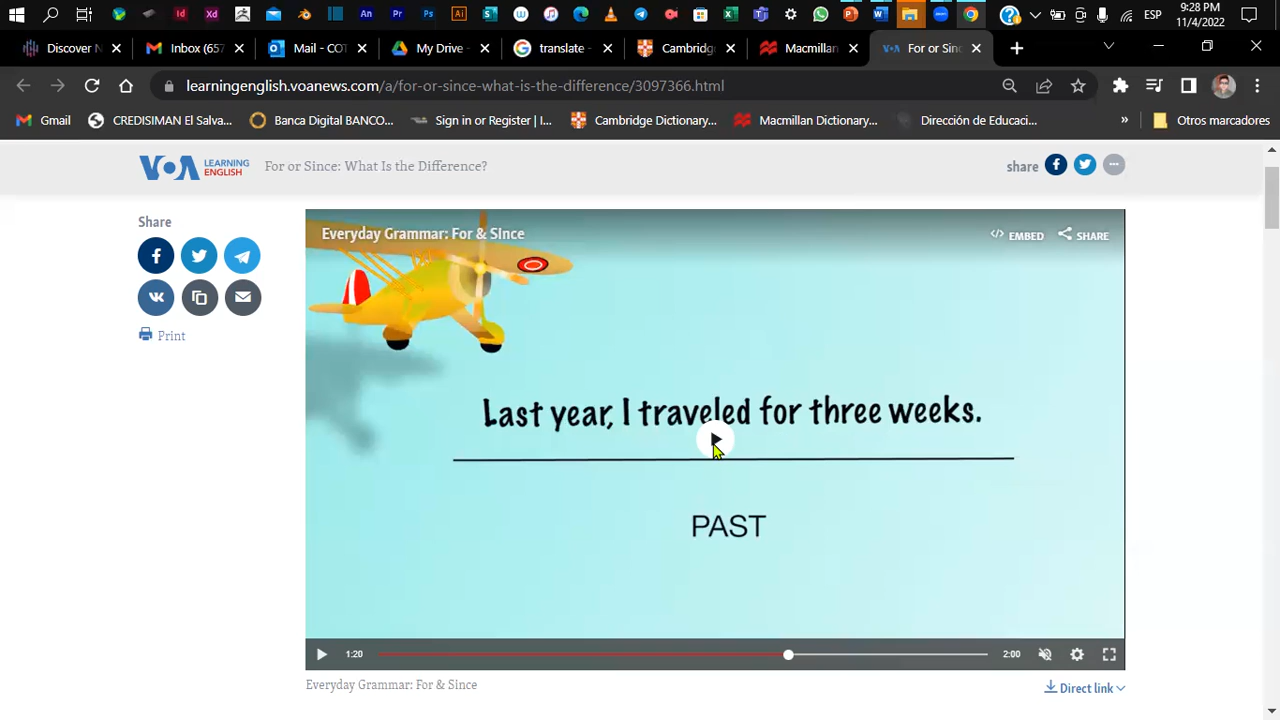 9:28 PM
ESP
11/4/2022
Discover N
Inbox (657
Mail - COT
My Drive -
translate -
Cambridg
Macmillan
For or Sinc
learningenglish.voanews.com/a/for-or-since-what-is-the-difference/3097366.html
Gmail
CREDISIMAN El Salva...
Banca Digital BANCO...
Sign in or Register | I...
Cambridge Dictionary...
Macmillan Dictionary...
Dirección de Educaci...
»
Otros marcadores
VOA LEARNING ENGLISH
For or Since: What Is the Difference?
share
Share
Print
Everyday Grammar: For & Since
</> EMBED
SHARE
Last year, I traveled for three weeks.
PAST
1:20
2:00
Everyday Grammar: For & Since
Direct link